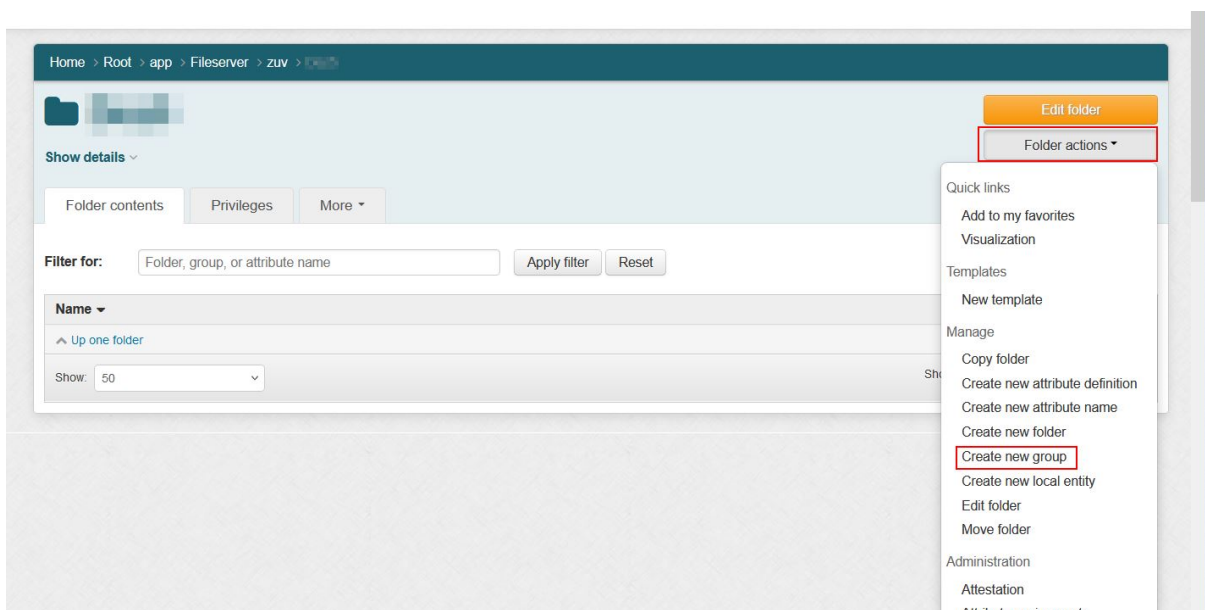 Home > Root > app > Fileserver > zuv >
Edit folder
Folder actions
Show details
Folder contents Privileges More
Quick links
Add to my favorites
Visualization
Filter for: Folder, group, or attribute name Apply filter Reset
Templates
New template
Name
Up one folder
Manage
Copy folder
Show: 50
Create new attribute definition
Create new attribute name
Create new folder
Create new group
Create new local entity
Edit folder
Move folder
Administration
Attestation